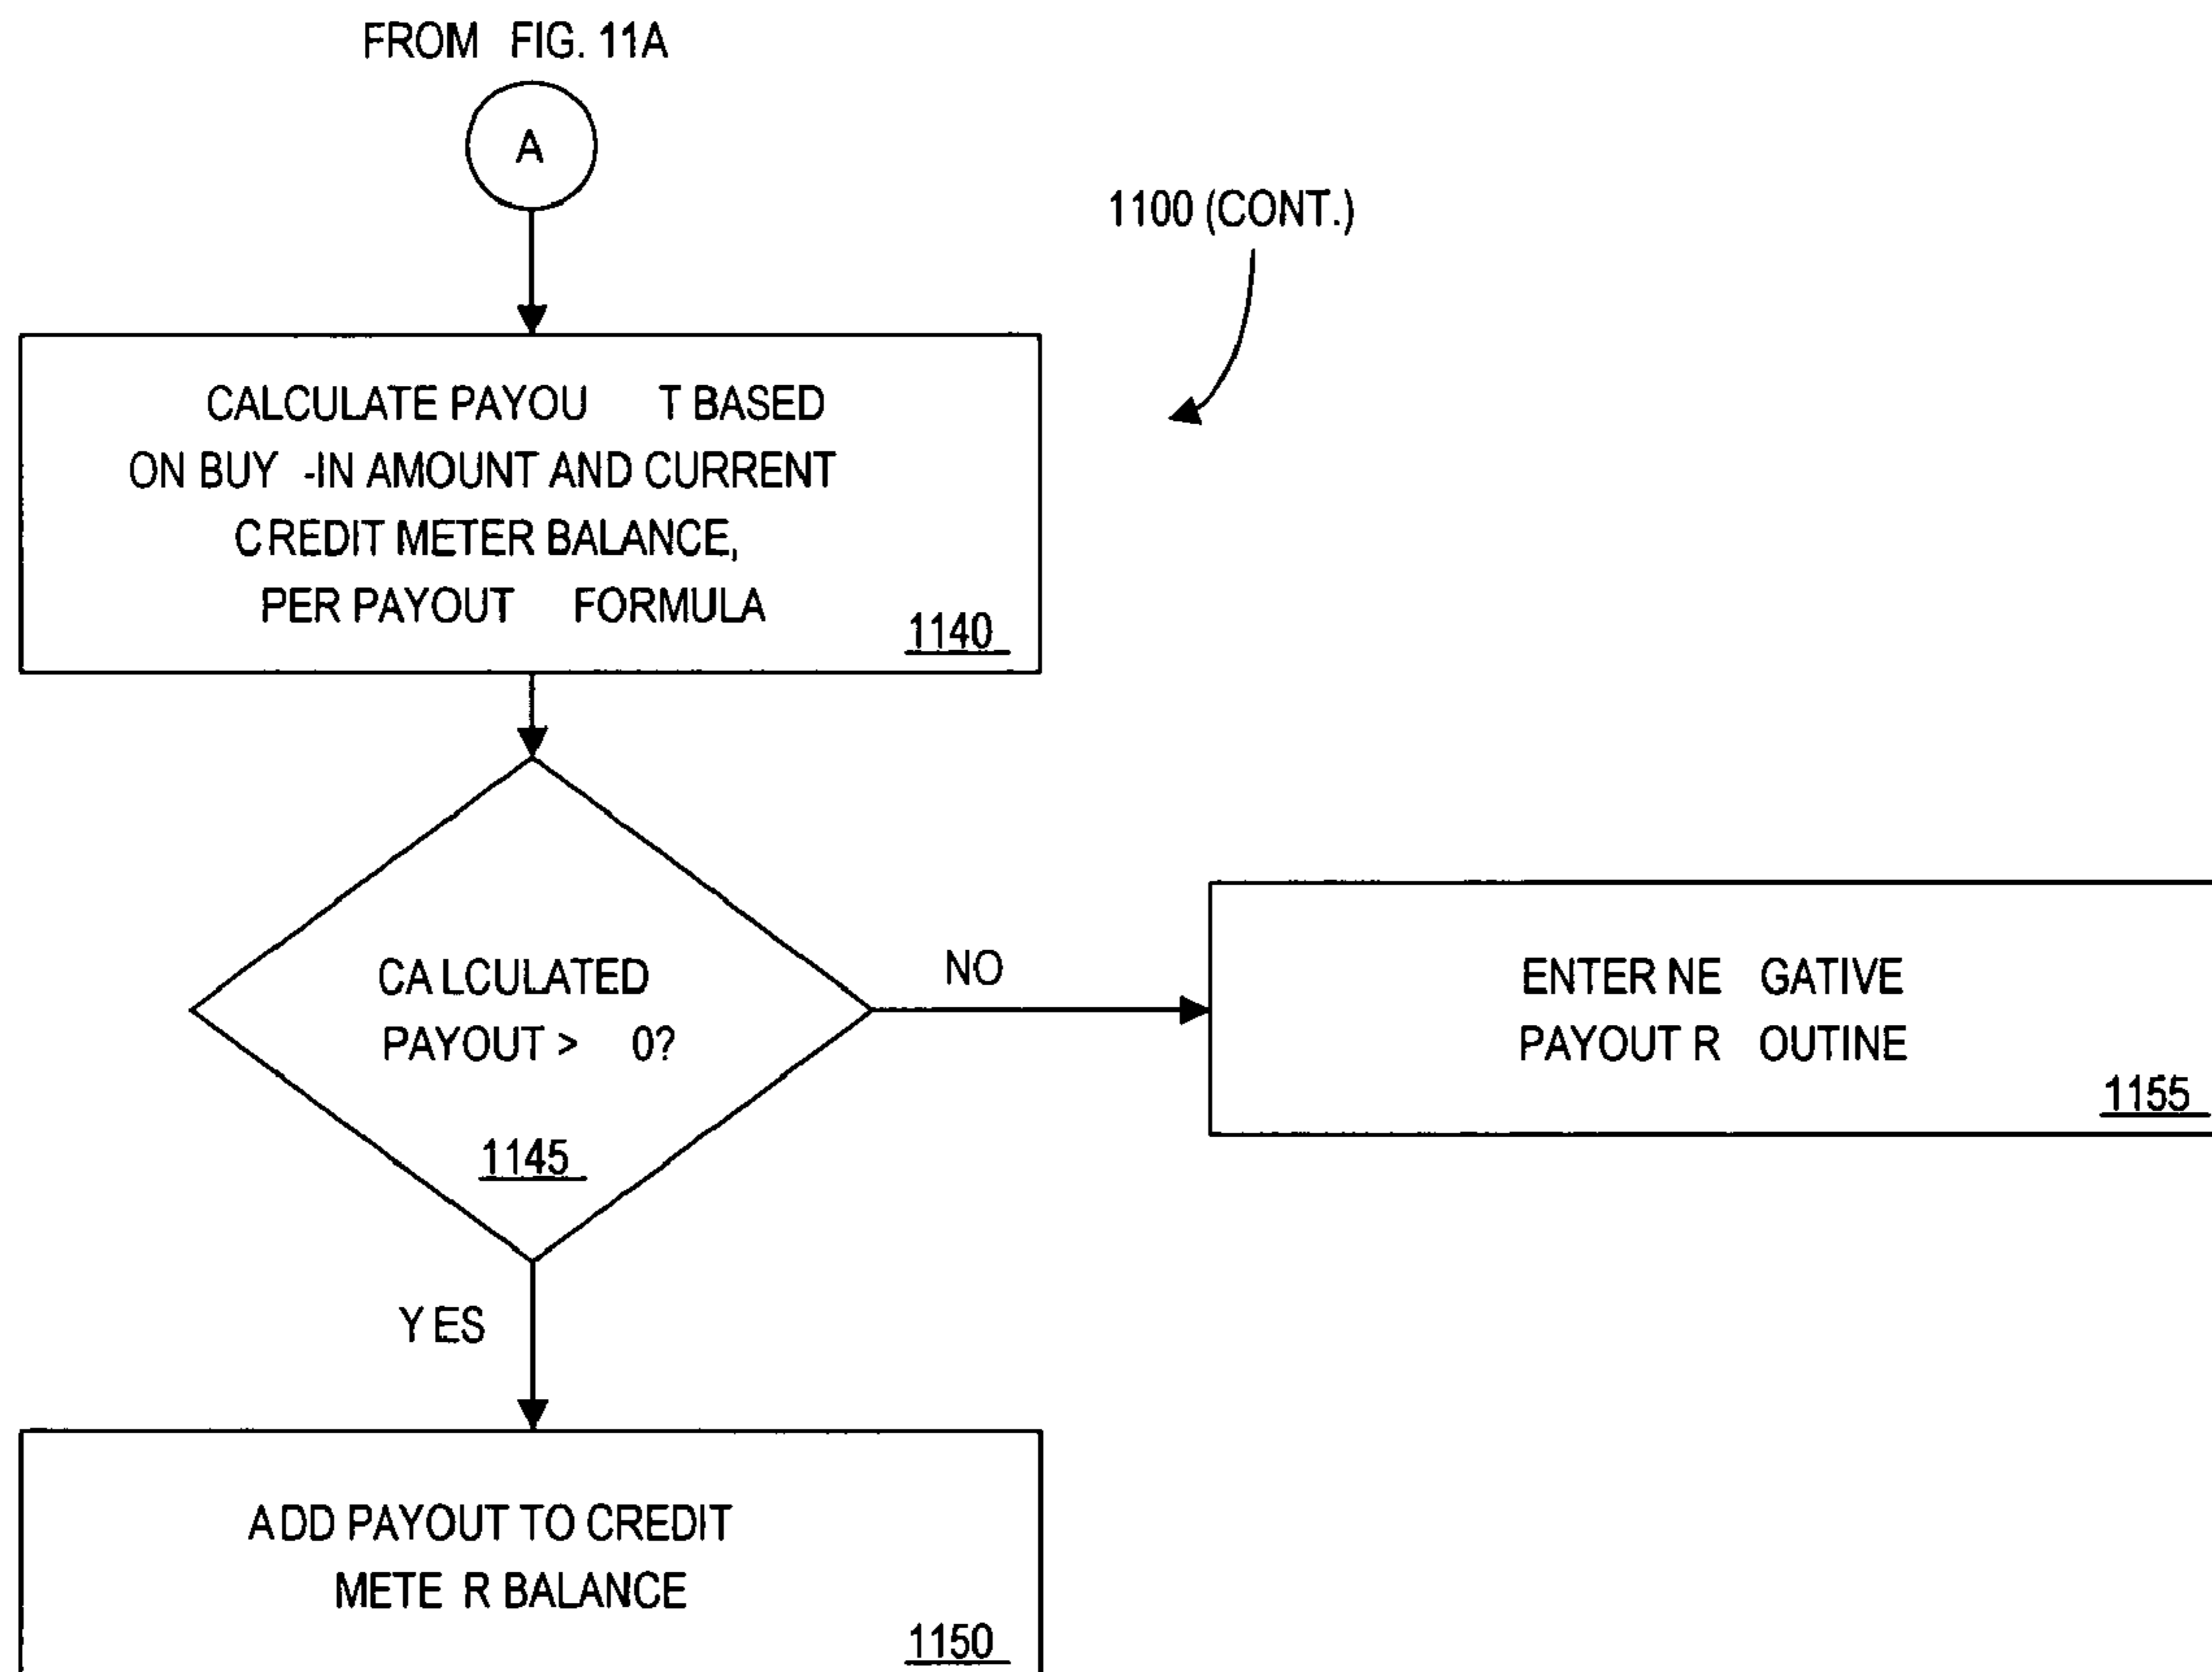 FROM FIG. 11A
A
1100 (CONT.)
CALCULATE PAYOU T BASED
ON BUY -IN AMOUNT AND CURRENT
CREDIT METER BALANCE,
PER PAYOUT FORMULA
1140
CA LCULATED
PAYOUT > 0?
1145
NO
ENTER NE GATIVE
PAYOUT R OUTINE
1155
Y ES
A DD PAYOUT TO CREDIT
METE R BALANCE
1150